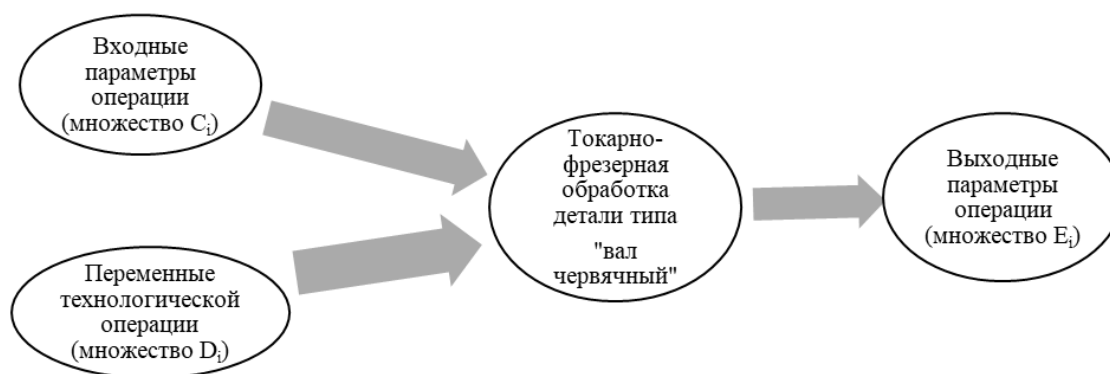 Входные
параметры
операции
(множество Cᵢ)
Переменные
технологической
операции
(множество Dᵢ)
Токарно-
фрезерная
обработка
детали типа
"вал
червячный"
Выходные
параметры
операции
(множество Eᵢ)